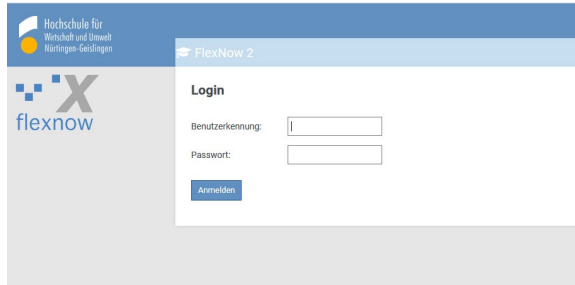 Hochschule für
Wirtschaft und Umwelt
Nürtingen-Geislingen
FlexNow 2
flexnow
Login
Benutzerkennung:
Passwort:
Anmelden